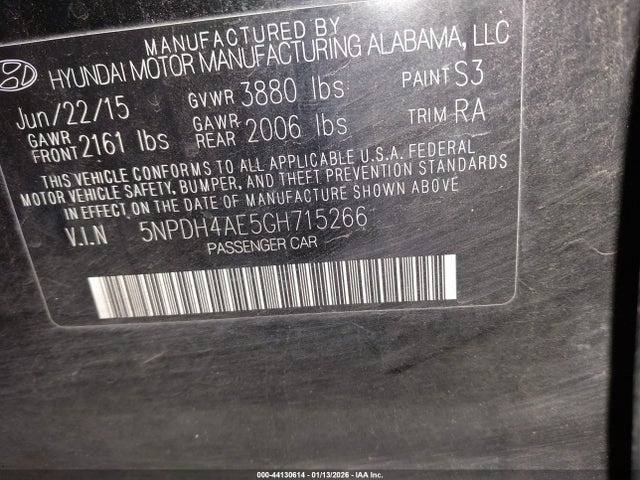 MANUFACTURED BY
HYUNDAI MOTOR MANUFACTURING ALABAMA, LLC
Jun/22/15 GVWR 3880 lbs PAINT S3
GAWR FRONT 2161 lbs GAWR REAR 2006 lbs TRIM RA
THIS VEHICLE CONFORMS TO ALL APPLICABLE U.S.A. FEDERAL
MOTOR VEHICLE SAFETY, BUMPER, AND THEFT PREVENTION STANDARDS
IN EFFECT ON THE DATE OF MANUFACTURE SHOWN ABOVE.
V.I.N 5NPDH4AE5GH715266
PASSENGER CAR
000-44130614 - 01/13/2026 - IAA Inc.